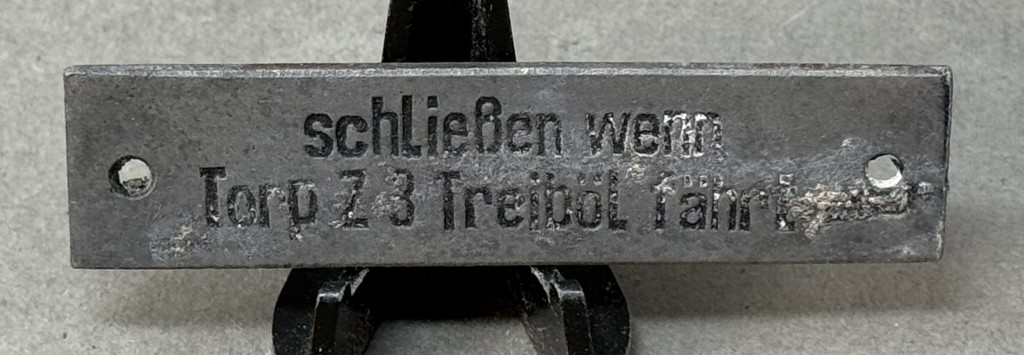 schließen wenn
Torp Z 3 Treiböl fährt